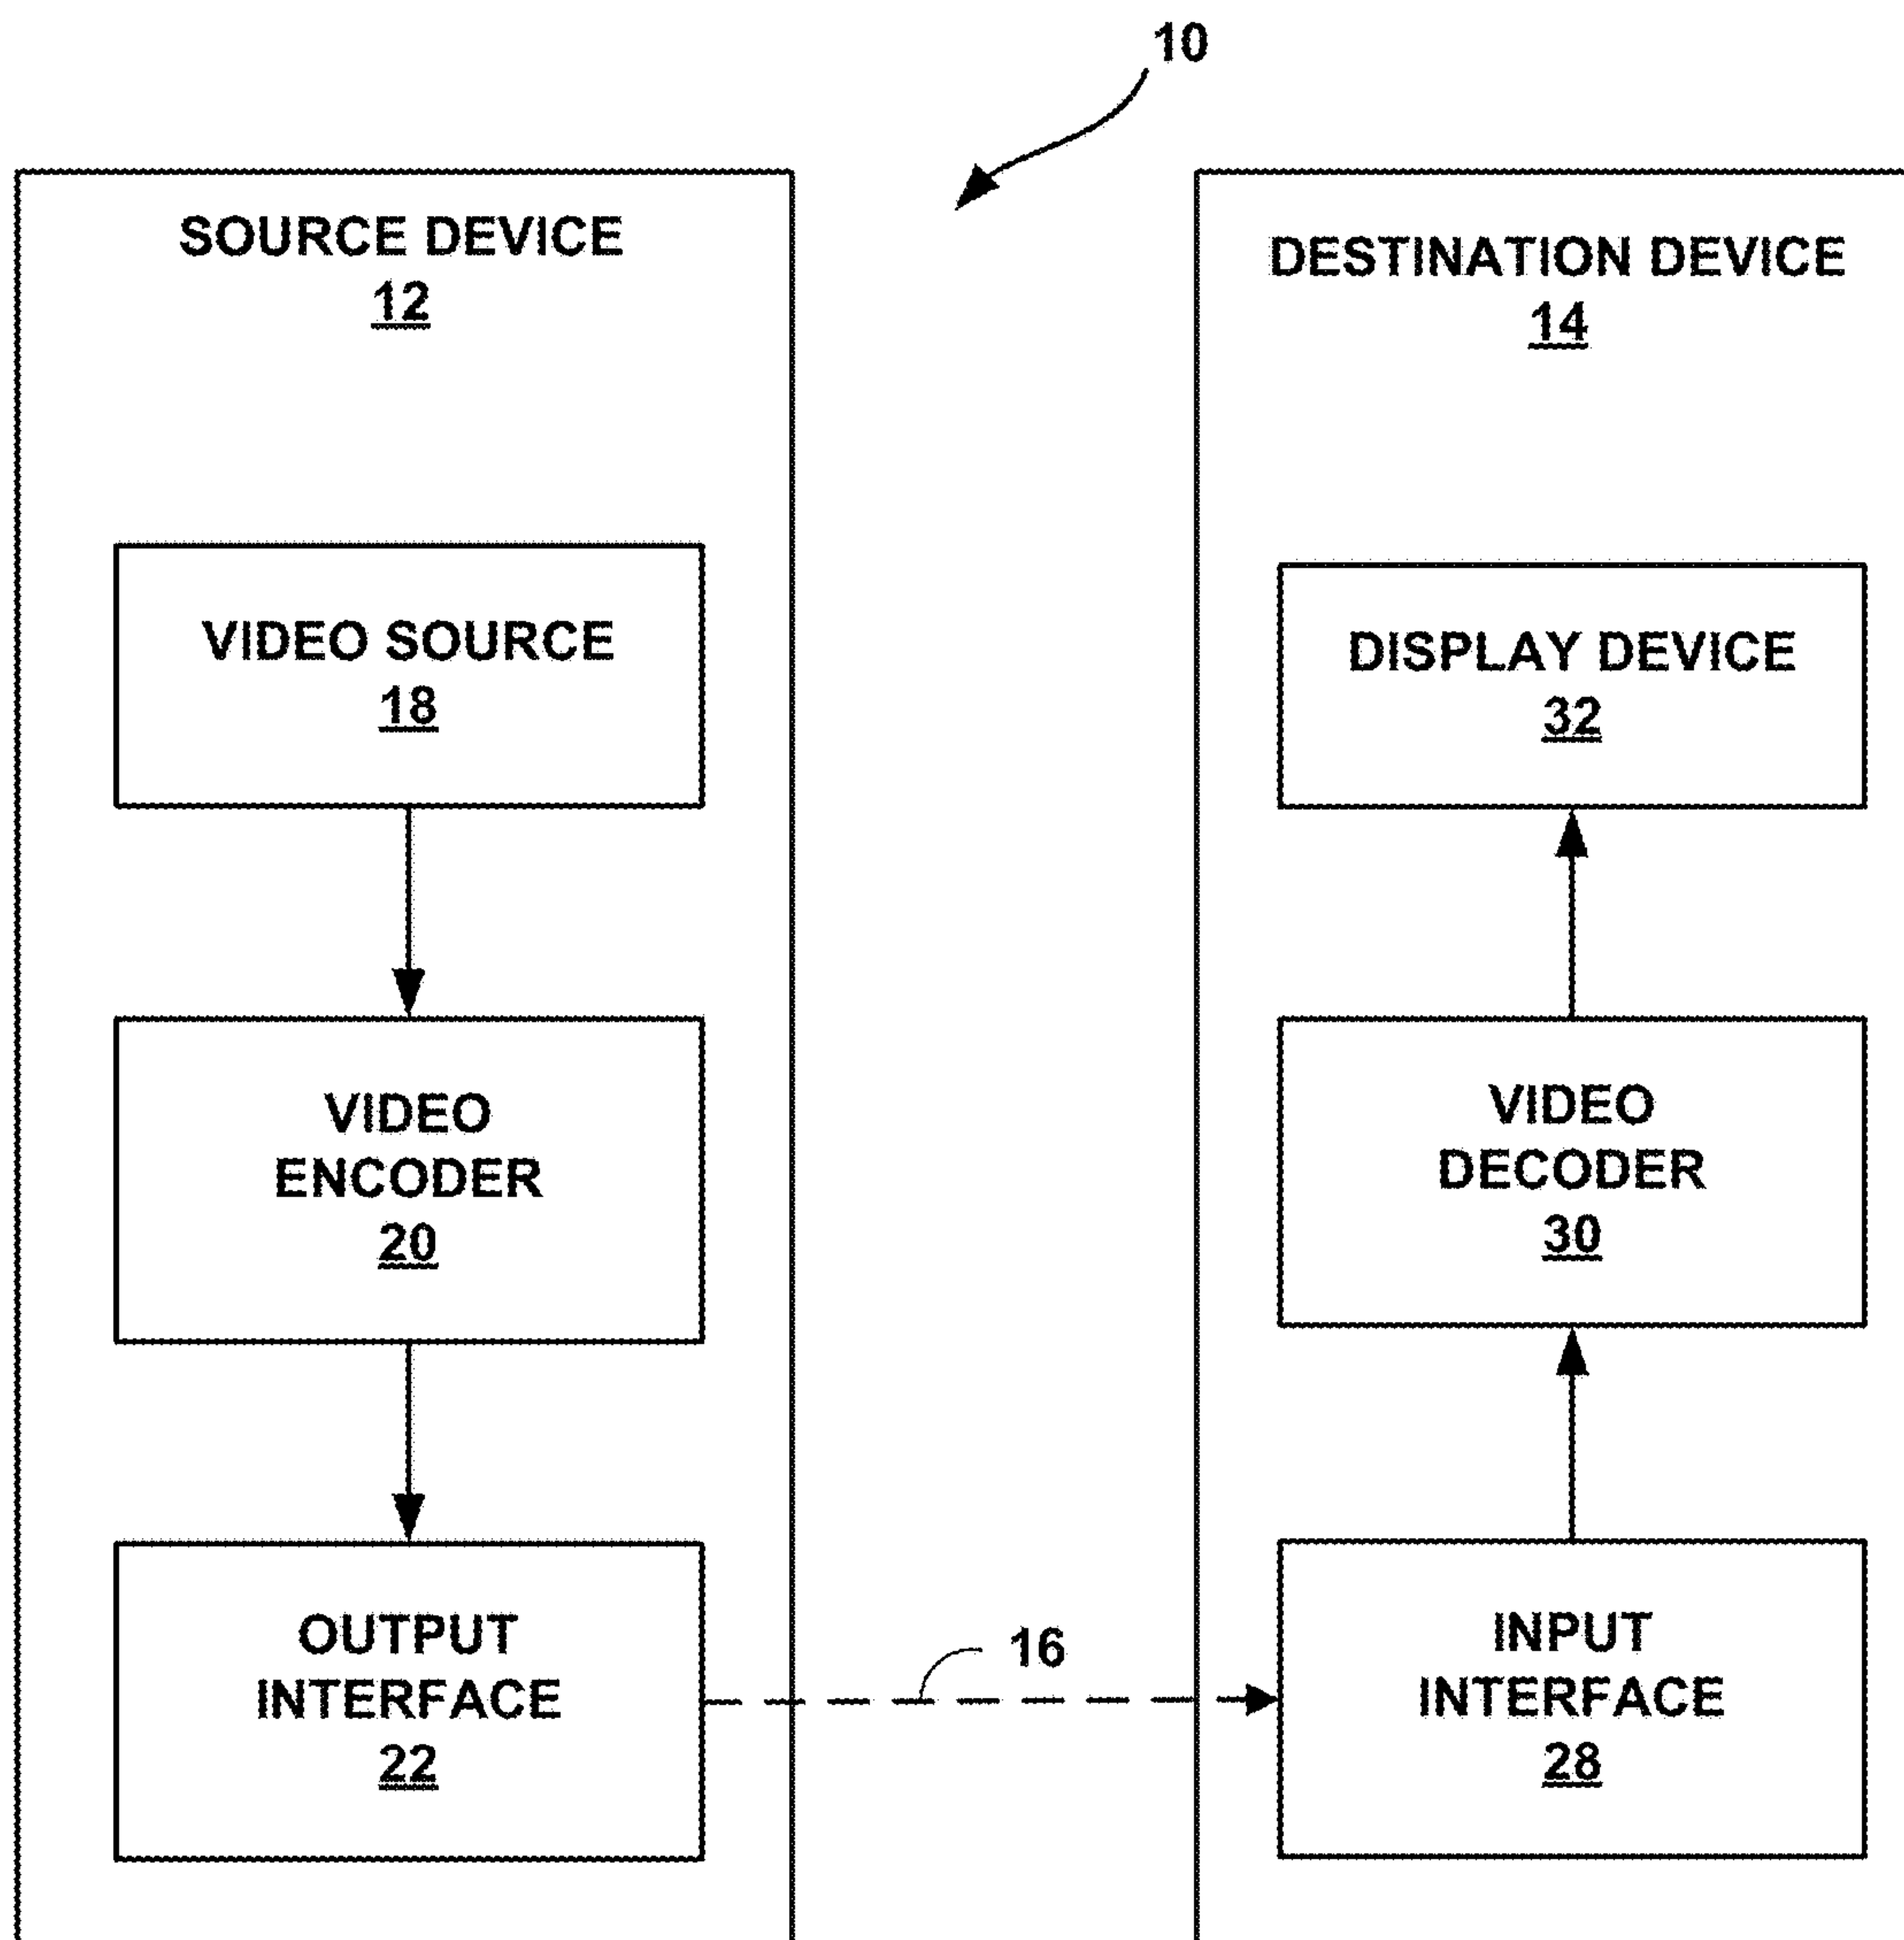 10
SOURCE DEVICE
12
VIDEO SOURCE
18
VIDEO
ENCODER
20
OUTPUT
INTERFACE
22
16
DESTINATION DEVICE
14
DISPLAY DEVICE
32
VIDEO
DECODER
30
INPUT
INTERFACE
28